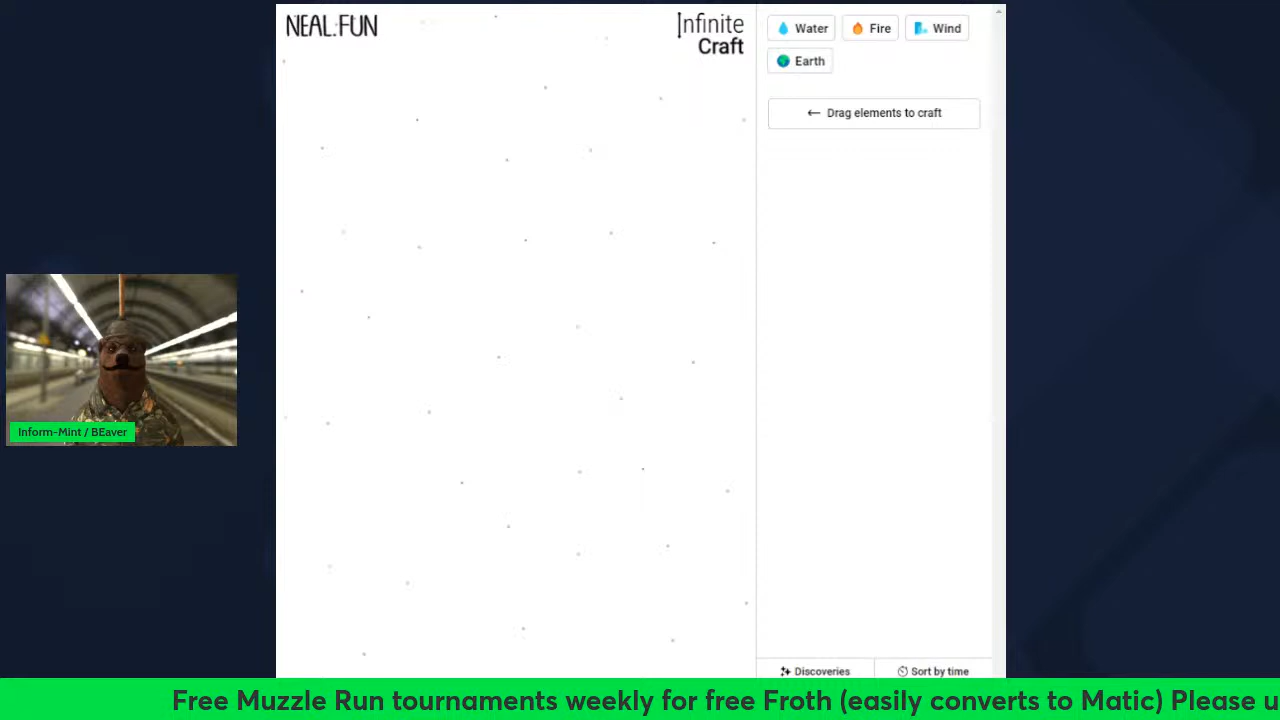 NEAL.FUN
Infinite
Craft
Water
Fire
Wind
Earth
← Drag elements to craft
Inform-Mint / BEaver
Discoveries
Sort by time
Free Muzzle Run tournaments weekly for free Froth (easily converts to Matic) Please u